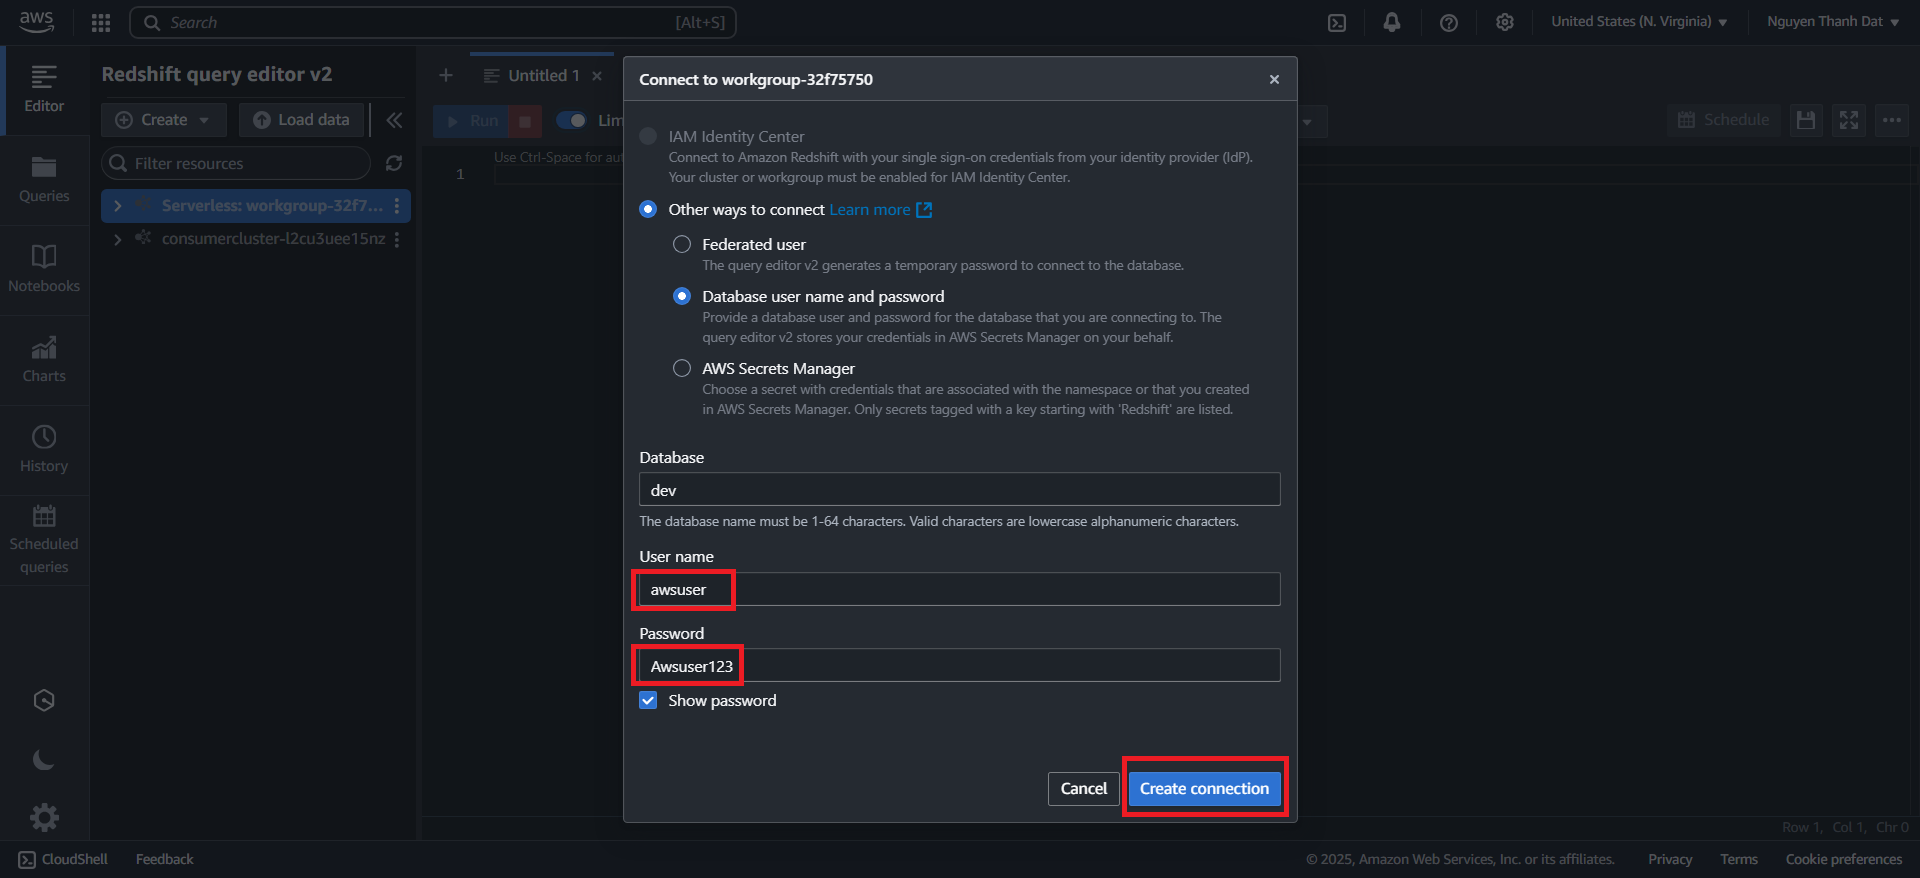 aws
Search
[Alt+S]
United States (N. Virginia)
Nguyen Thanh Dat
Editor
Queries
Notebooks
Charts
History
Scheduled
queries
Redshift query editor v2
Create
Load data
Filter resources
Serverless: workgroup-32f7...
consumercluster-l2cu3uee15nz
Untitled 1
Run
Lim
Schedule
Use Ctrl-Space for aut
1
Connect to workgroup-32f75750
IAM Identity Center
Connect to Amazon Redshift with your single sign-on credentials from your identity provider (IdP).
Your cluster or workgroup must be enabled for IAM Identity Center.
Other ways to connect Learn more
Federated user
The query editor v2 generates a temporary password to connect to the database.
Database user name and password
Provide a database user and password for the database that you are connecting to. The
query editor v2 stores your credentials in AWS Secrets Manager on your behalf.
AWS Secrets Manager
Choose a secret with credentials that are associated with the namespace or that you created
in AWS Secrets Manager. Only secrets tagged with a key starting with 'Redshift' are listed.
Database
dev
The database name must be 1-64 characters. Valid characters are lowercase alphanumeric characters.
User name
awsuser
Password
Awsuser123
Show password
Cancel
Create connection
Row 1, Col 1, Chr 0
CloudShell
Feedback
© 2025, Amazon Web Services, Inc. or its affiliates.
Privacy
Terms
Cookie preferences